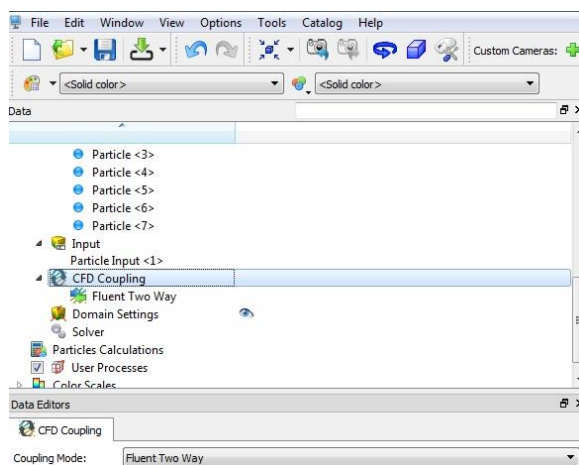 File Edit Window View Options Tools Catalog Help
Custom Cameras:
<Solid color> <Solid color>
Data
Particle <3>
Particle <4>
Particle <5>
Particle <6>
Particle <7>
Input
Particle Input <1>
CFD Coupling
Fluent Two Way
Domain Settings
Solver
Particles Calculations
User Processes
Color Scales
Data Editors
CFD Coupling
Coupling Mode: Fluent Two Way